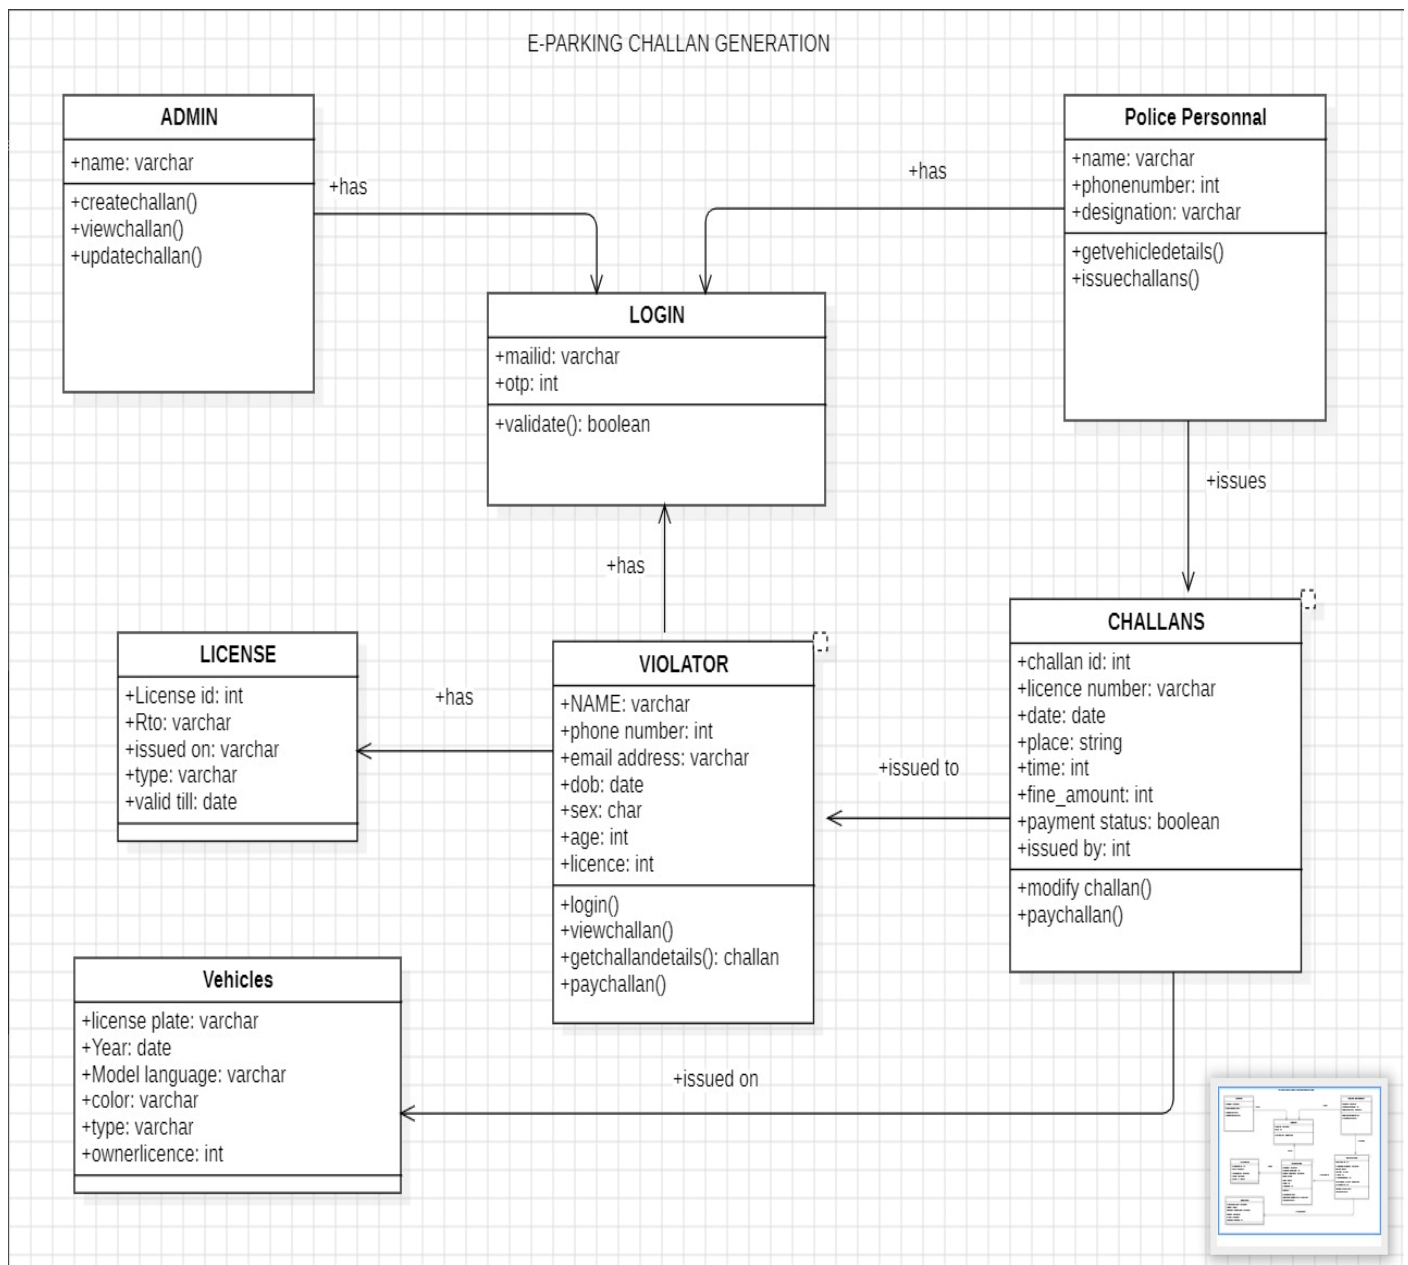 E-PARKING CHALLAN GENERATION
ADMIN
+name: varchar
+createchallan()
+viewchallan()
+updatechallan()
+has
+has
Police Personnal
+name: varchar
+phonenumber: int
+designation: varchar
+getvehicledetails()
+issuechallans()
LOGIN
+mailid: varchar
+otp: int
+validate(): boolean
+issues
+has
LICENSE
+License id: int
+Rto: varchar
+issued on: varchar
+type: varchar
+valid till: date
+has
VIOLATOR
+NAME: varchar
+phone number: int
+email address: varchar
+dob: date
+sex: char
+age: int
+licence: int
+login()
+viewchallan()
+getchallandetails(): challan
+paychallan()
+issued to
CHALLANS
+challan id: int
+licence number: varchar
+date: date
+place: string
+time: int
+fine_amount: int
+payment status: boolean
+issued by: int
+modify challan()
+paychallan()
Vehicles
+license plate: varchar
+Year: date
+Model language: varchar
+color: varchar
+type: varchar
+ownerlicence: int
+issued on